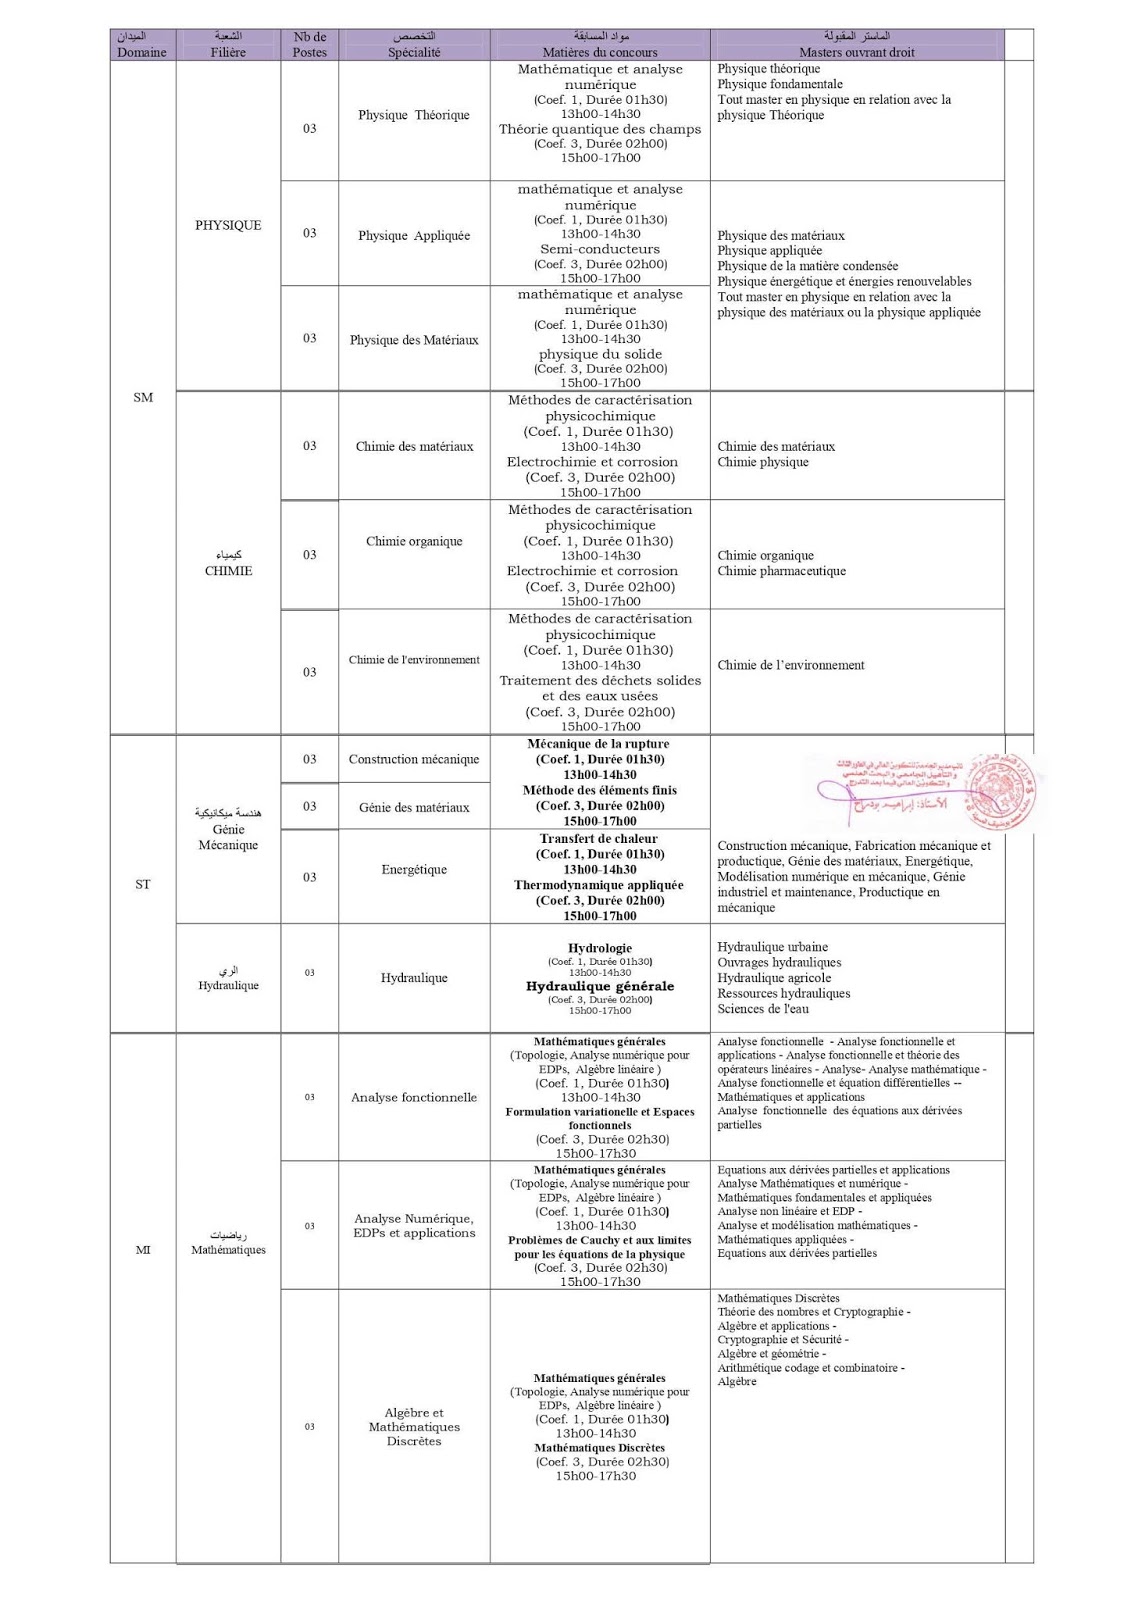 الميدان
Domaine
الشعبة
Filière
Nb de
Postes
التخصص
Spécialité
مواد المسابقة
Matières du concours
الماستر المقبولة
Masters ouvrant droit
SM
PHYSIQUE
03
Physique Théorique
Mathématique et analyse
numérique
(Coef. 1, Durée 01h30)
13h00-14h30
Théorie quantique des champs
(Coef. 3, Durée 02h00)
15h00-17h00
Physique théorique
Physique fondamentale
Tout master en physique en relation avec la
physique Théorique
03
Physique Appliquée
mathématique et analyse
numérique
(Coef. 1, Durée 01h30)
13h00-14h30
Semi-conducteurs
(Coef. 3, Durée 02h00)
15h00-17h00
Physique des matériaux
Physique appliquée
Physique de la matière condensée
Physique énergétique et énergies renouvelables
Tout master en physique en relation avec la
physique des matériaux ou la physique appliquée
03
Physique des Matériaux
mathématique et analyse
numérique
(Coef. 1, Durée 01h30)
13h00-14h30
physique du solide
(Coef. 3, Durée 02h00)
15h00-17h00
كيمياء
CHIMIE
03
Chimie des matériaux
Méthodes de caractérisation
physicochimique
(Coef. 1, Durée 01h30)
13h00-14h30
Electrochimie et corrosion
(Coef. 3, Durée 02h00)
15h00-17h00
Chimie des matériaux
Chimie physique
03
Chimie organique
Méthodes de caractérisation
physicochimique
(Coef. 1, Durée 01h30)
13h00-14h30
Electrochimie et corrosion
(Coef. 3, Durée 02h00)
15h00-17h00
Chimie organique
Chimie pharmaceutique
03
Chimie de l'environnement
Méthodes de caractérisation
physicochimique
(Coef. 1, Durée 01h30)
13h00-14h30
Traitement des déchets solides
et des eaux usées
(Coef. 3, Durée 02h00)
15h00-17h00
Chimie de l’environnement
ST
هندسة ميكانيكية
Génie
Mécanique
03
Construction mécanique
Mécanique de la rupture
(Coef. 1, Durée 01h30)
13h00-14h30
Méthode des éléments finis
(Coef. 3, Durée 02h00)
15h00-17h00
03
Génie des matériaux
نائب مدير الجامعة للتكوين العالي في الطور الثالث
و التأهيل الجامعي و البحث العلمي
و التكوين العالي فيما بعد التدرج
الأستاذ: إبراهيم بودراح
03
Energétique
Transfert de chaleur
(Coef. 1, Durée 01h30)
13h00-14h30
Thermodynamique appliquée
(Coef. 3, Durée 02h00)
15h00-17h00
Construction mécanique, Fabrication mécanique et
productique, Génie des matériaux, Energétique,
Modélisation numérique en mécanique, Génie
industriel et maintenance, Productique en
mécanique
الري
Hydraulique
03
Hydraulique
Hydrologie
(Coef. 1, Durée 01h30)
13h00-14h30
Hydraulique générale
(Coef. 3, Durée 02h00)
15h00-17h00
Hydraulique urbaine
Ouvrages hydrauliques
Hydraulique agricole
Ressources hydrauliques
Sciences de l'eau
MI
رياضيات
Mathématiques
03
Analyse fonctionnelle
Mathématiques générales
(Topologie, Analyse numérique pour
EDPs, Algèbre linéaire )
(Coef. 1, Durée 01h30)
13h00-14h30
Formulation variationelle et Espaces
fonctionnels
(Coef. 3, Durée 02h30)
15h00-17h30
Analyse fonctionnelle - Analyse fonctionnelle et
applications - Analyse fonctionnelle et théorie des
opérateurs linéaires - Analyse- Analyse mathématique -
Analyse fonctionnelle et équation différentielles --
Mathématiques et applications
Analyse fonctionnelle des équations aux dérivées
partielles
03
Analyse Numérique,
EDPs et applications
Mathématiques générales
(Topologie, Analyse numérique pour
EDPs, Algèbre linéaire )
(Coef. 1, Durée 01h30)
13h00-14h30
Problèmes de Cauchy et aux limites
pour les équations de la physique
(Coef. 3, Durée 02h30)
15h00-17h30
Equations aux dérivées partielles et applications
Analyse Mathématiques et numérique -
Mathématiques fondamentales et appliquées
Analyse non linéaire et EDP -
Analyse et modélisation mathématiques -
Mathématiques appliquées -
Equations aux dérivées partielles
03
Algèbre et
Mathématiques
Discrètes
Mathématiques générales
(Topologie, Analyse numérique pour
EDPs, Algèbre linéaire )
(Coef. 1, Durée 01h30)
13h00-14h30
Mathématiques Discrètes
(Coef. 3, Durée 02h30)
15h00-17h30
Mathématiques Discrètes
Théorie des nombres et Cryptographie -
Algèbre et applications -
Cryptographie et Sécurité -
Algèbre et géométrie -
Arithmétique codage et combinatoire -
Algèbre